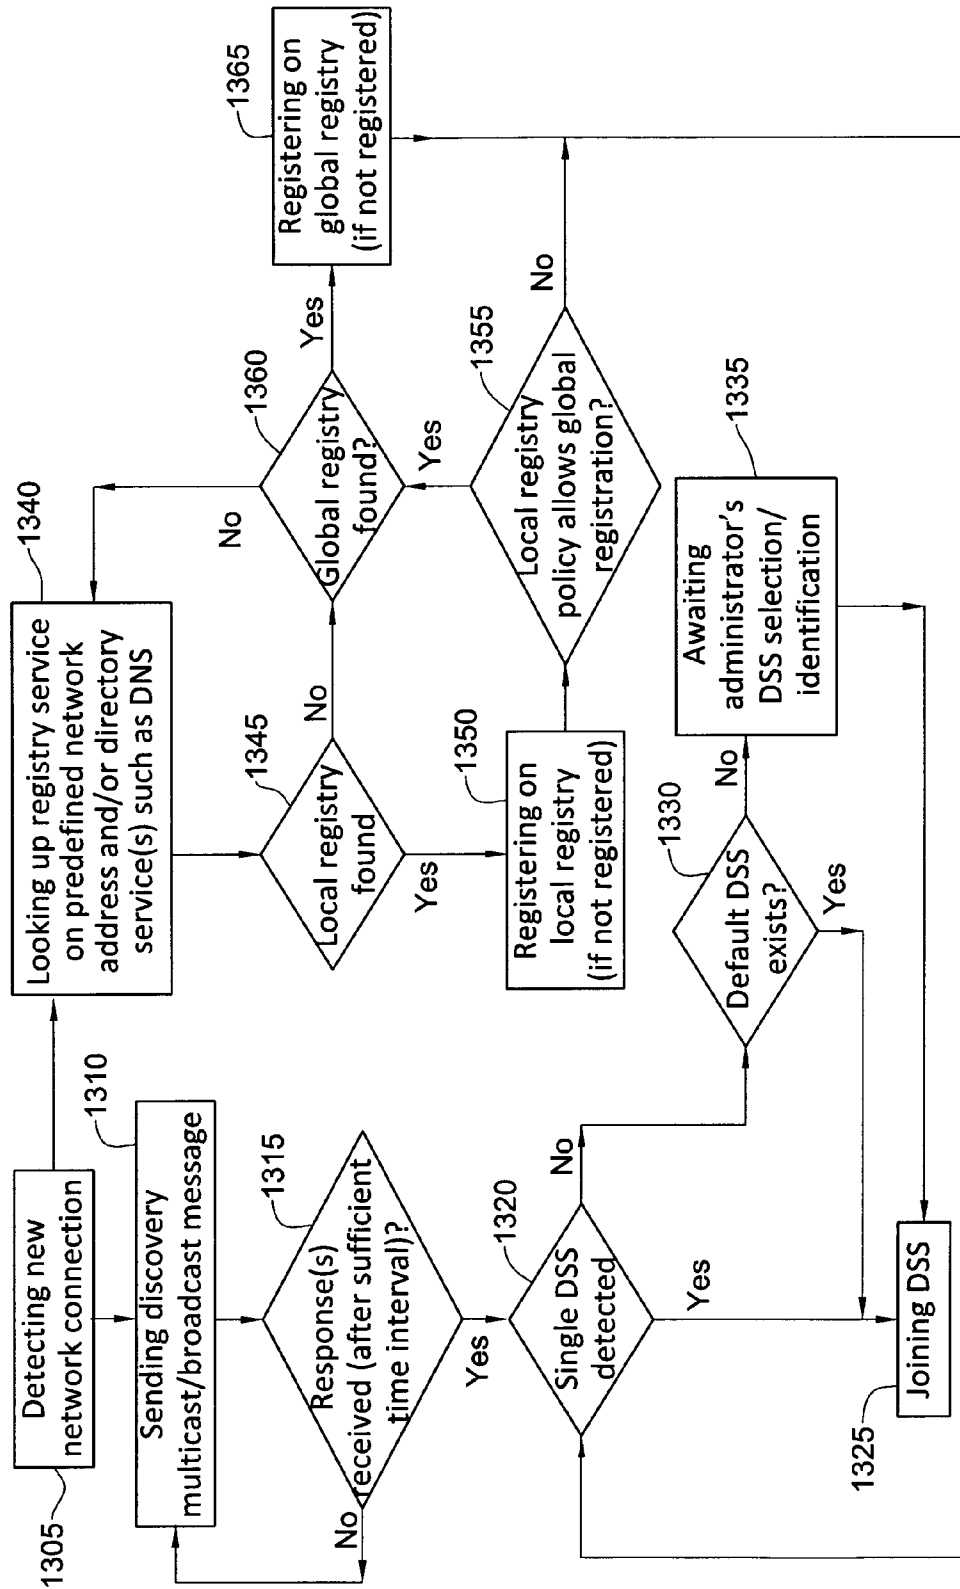 Detecting new
network connection
1305
Sending discovery
multicast/broadcast message
1310
Response(s)
received (after sufficient
time interval)?
1315
No
Yes
Single DSS
detected
1320
No
Yes
Joining DSS
1325
Default DSS
exists?
1330
No
Yes
Awaiting
administrator's
DSS selection/
identification
1335
Looking up registry service
on predefined network
address and/or directory
service(s) such as DNS
1340
Local registry
found
1345
No
Yes
Registering on
local registry
(if not registered)
1350
Local registry
policy allows global
registration?
1355
No
Yes
Global registry
found?
1360
No
Yes
Registering on
global registry
(if not registered)
1365